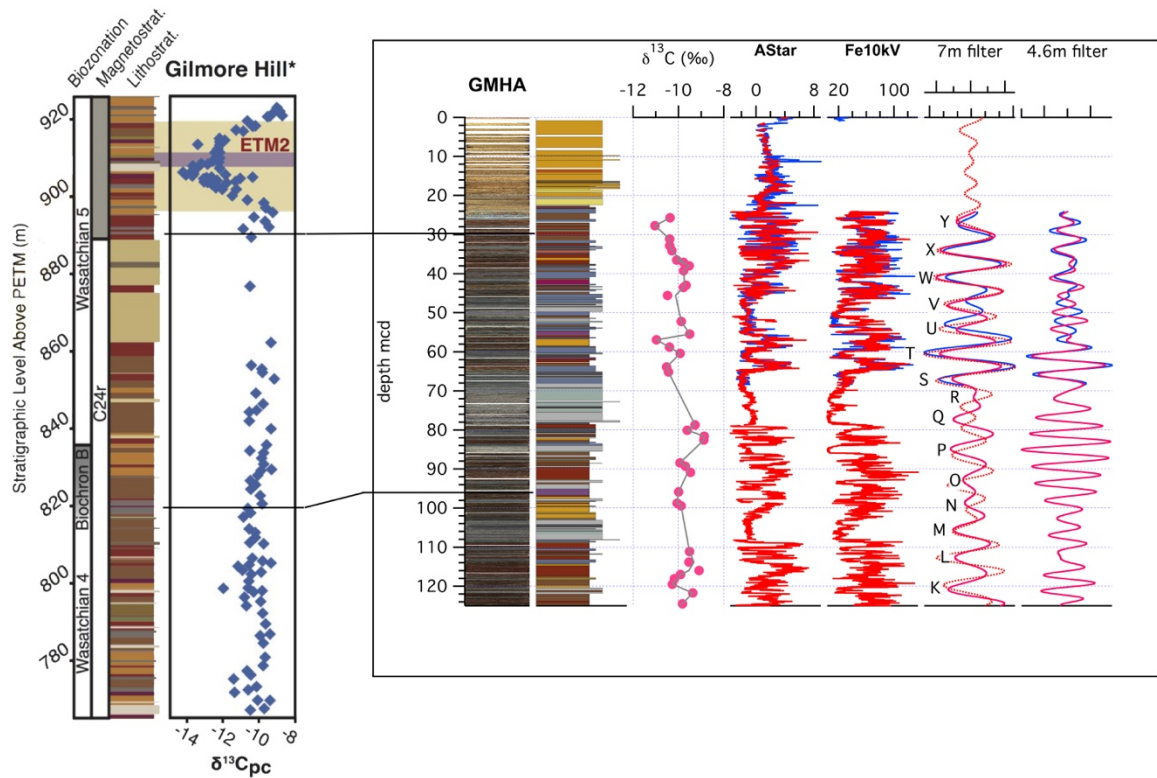 Biozonation
Magnetostrat.
Lithostrat.
Gilmore Hill*
Stratigraphic Level Above PETM (m)
920
900
880
860
840
820
800
780
Wasatchian 5
Biochron B
Wasatchian 4
C24r
ETM2
-14
-12
-10
-8
δ¹³Cpc
GMHA
δ¹³C (‰)
AStar
Fe10kV
7m filter
4.6m filter
-12
-10
-8
0
8
20
100
depth mcd
0
10
20
30
40
50
60
70
80
90
100
110
120
Y
X
W
V
U
T
S
R
Q
P
O
N
M
L
K